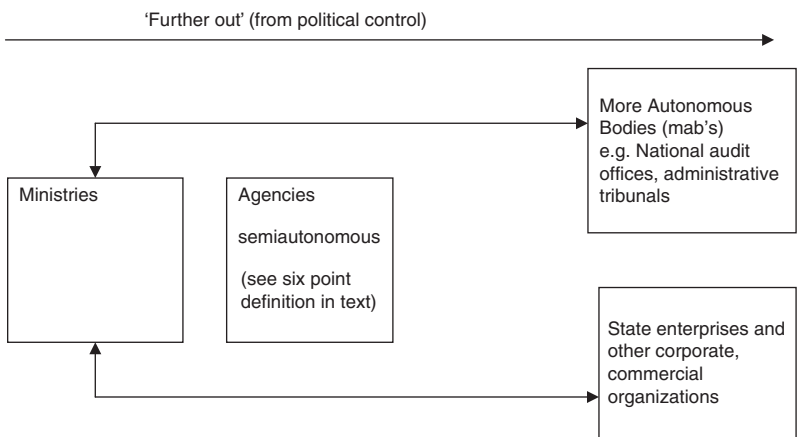 ‘Further out’ (from political control)
More Autonomous
Bodies (mab’s)
e.g. National audit
offices, administrative
tribunals
Ministries
Agencies
semiautonomous
(see six point
definition in text)
State enterprises and
other corporate,
commercial
organizations